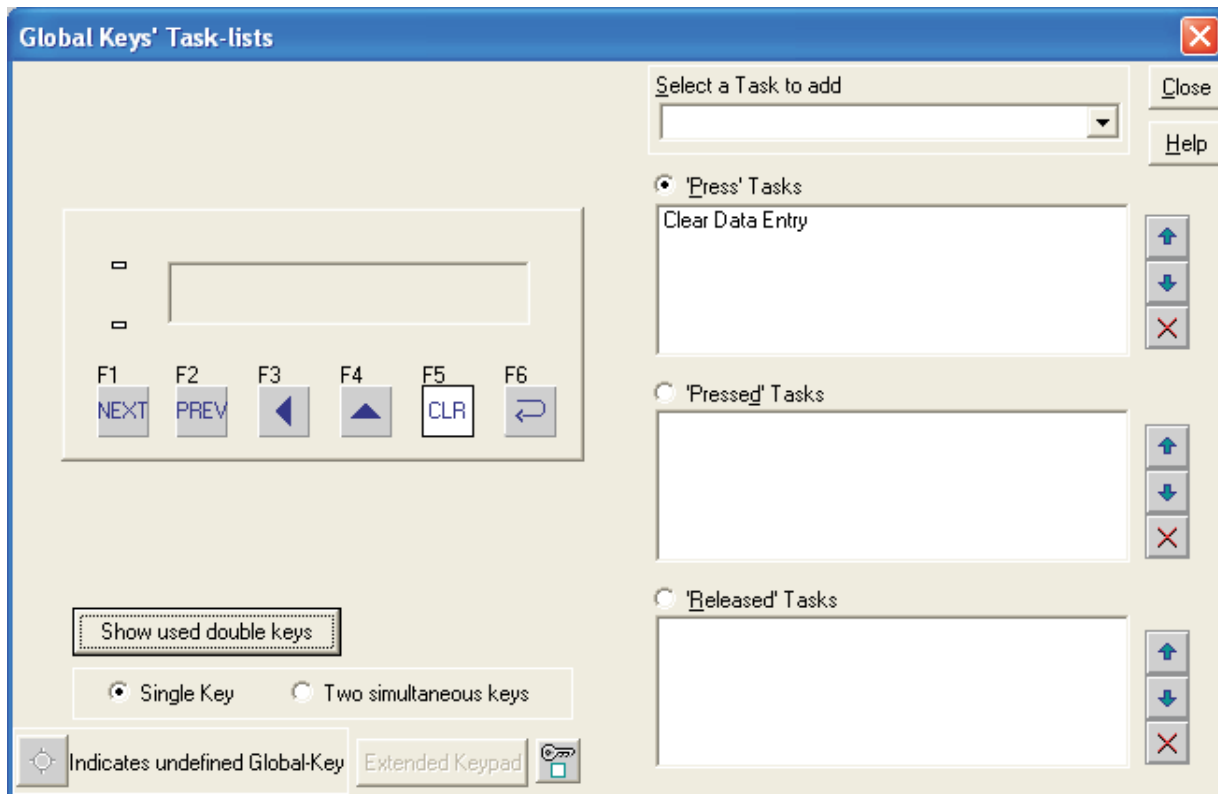 Global Keys' Task-lists
Select a Task to add
Close
Help
'Press' Tasks
Clear Data Entry
F1 F2 F3 F4 F5 F6
NEXT PREV CLR
'Pressed' Tasks
'Released' Tasks
Show used double keys
Single Key Two simultaneous keys
Indicates undefined Global-Key Extended Keypad